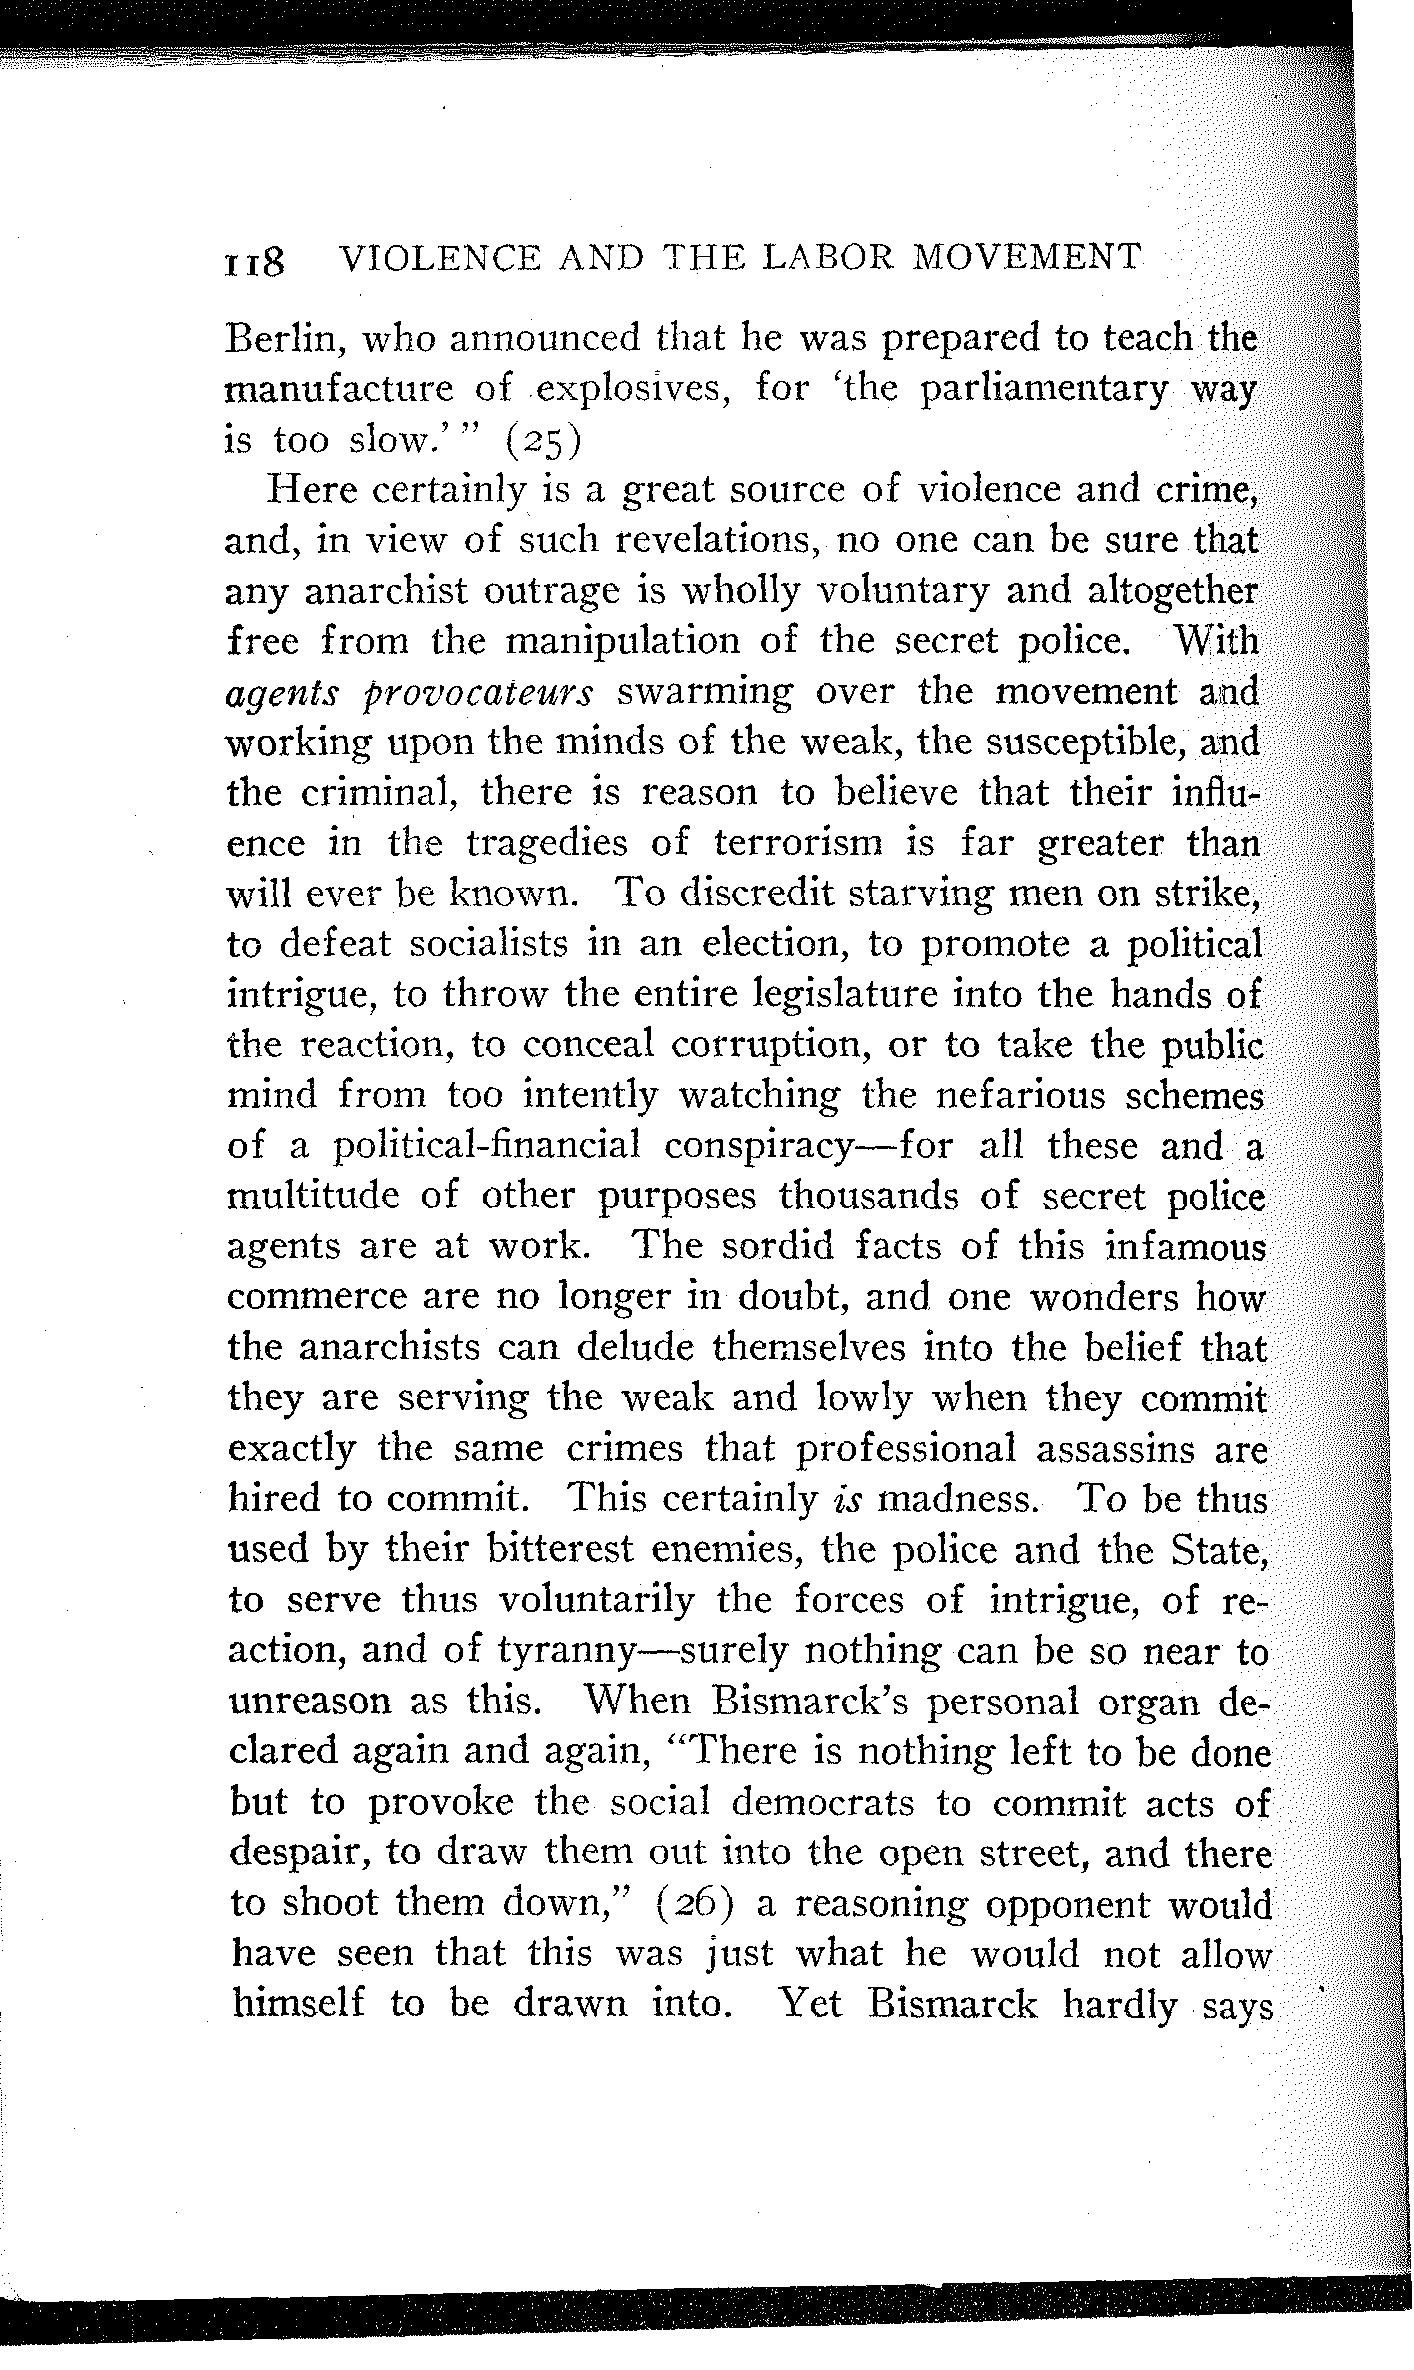 118 VIOLENCE AND THE LABOR MOVEMENT
Berlin, who announced that he was prepared to teach the
manufacture of explosives, for 'the parliamentary way
is too slow.'" (25)
Here certainly is a great source of violence and crime,
and, in view of such revelations, no one can be sure that
any anarchist outrage is wholly voluntary and altogether
free from the manipulation of the secret police. With
agents provocateurs swarming over the movement and
working upon the minds of the weak, the susceptible, and
the criminal, there is reason to believe that their influ-
ence in the tragedies of terrorism is far greater than
will ever be known. To discredit starving men on strike,
to defeat socialists in an election, to promote a political
intrigue, to throw the entire legislature into the hands of
the reaction, to conceal corruption, or to take the public
mind from too intently watching the nefarious schemes
of a political-financial conspiracy—for all these and a
multitude of other purposes thousands of secret police
agents are at work. The sordid facts of this infamous
commerce are no longer in doubt, and one wonders how
the anarchists can delude themselves into the belief that
they are serving the weak and lowly when they commit
exactly the same crimes that professional assassins are
hired to commit. This certainly is madness. To be thus
used by their bitterest enemies, the police and the State,
to serve thus voluntarily the forces of intrigue, of re-
action, and of tyranny—surely nothing can be so near to
unreason as this. When Bismarck's personal organ de-
clared again and again, "There is nothing left to be done
but to provoke the social democrats to commit acts of
despair, to draw them out into the open street, and there
to shoot them down," (26) a reasoning opponent would
have seen that this was just what he would not allow
himself to be drawn into. Yet Bismarck hardly says